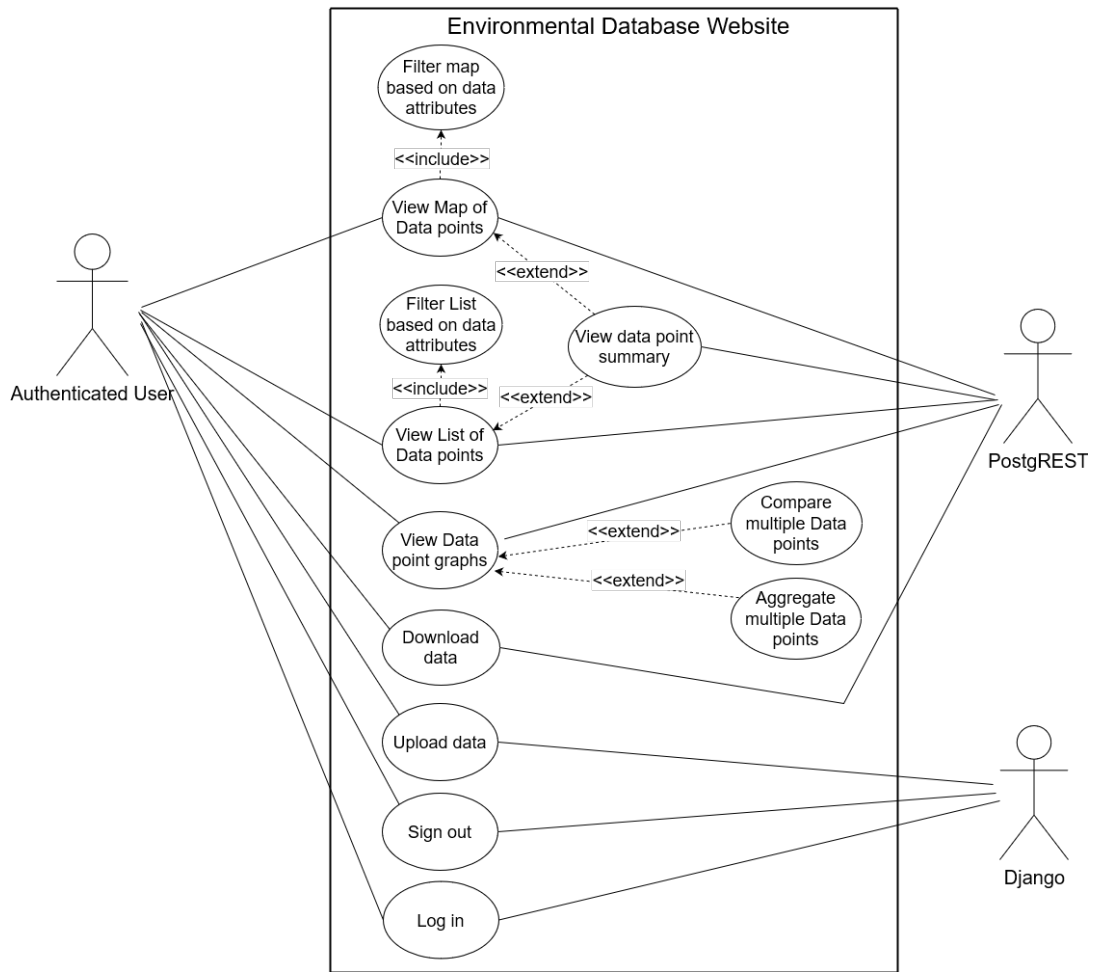 Environmental Database Website
Filter map
based on data
attributes
<<include>>
View Map of
Data points
<<extend>>
Filter List
based on data
attributes
View data point
summary
Authenticated User
<<include>>
<<extend>>
View List of
Data points
PostgREST
Compare
multiple Data
points
<<extend>>
View Data
point graphs
<<extend>>
Aggregate
multiple Data
points
Download
data
Upload data
Sign out
Django
Log in